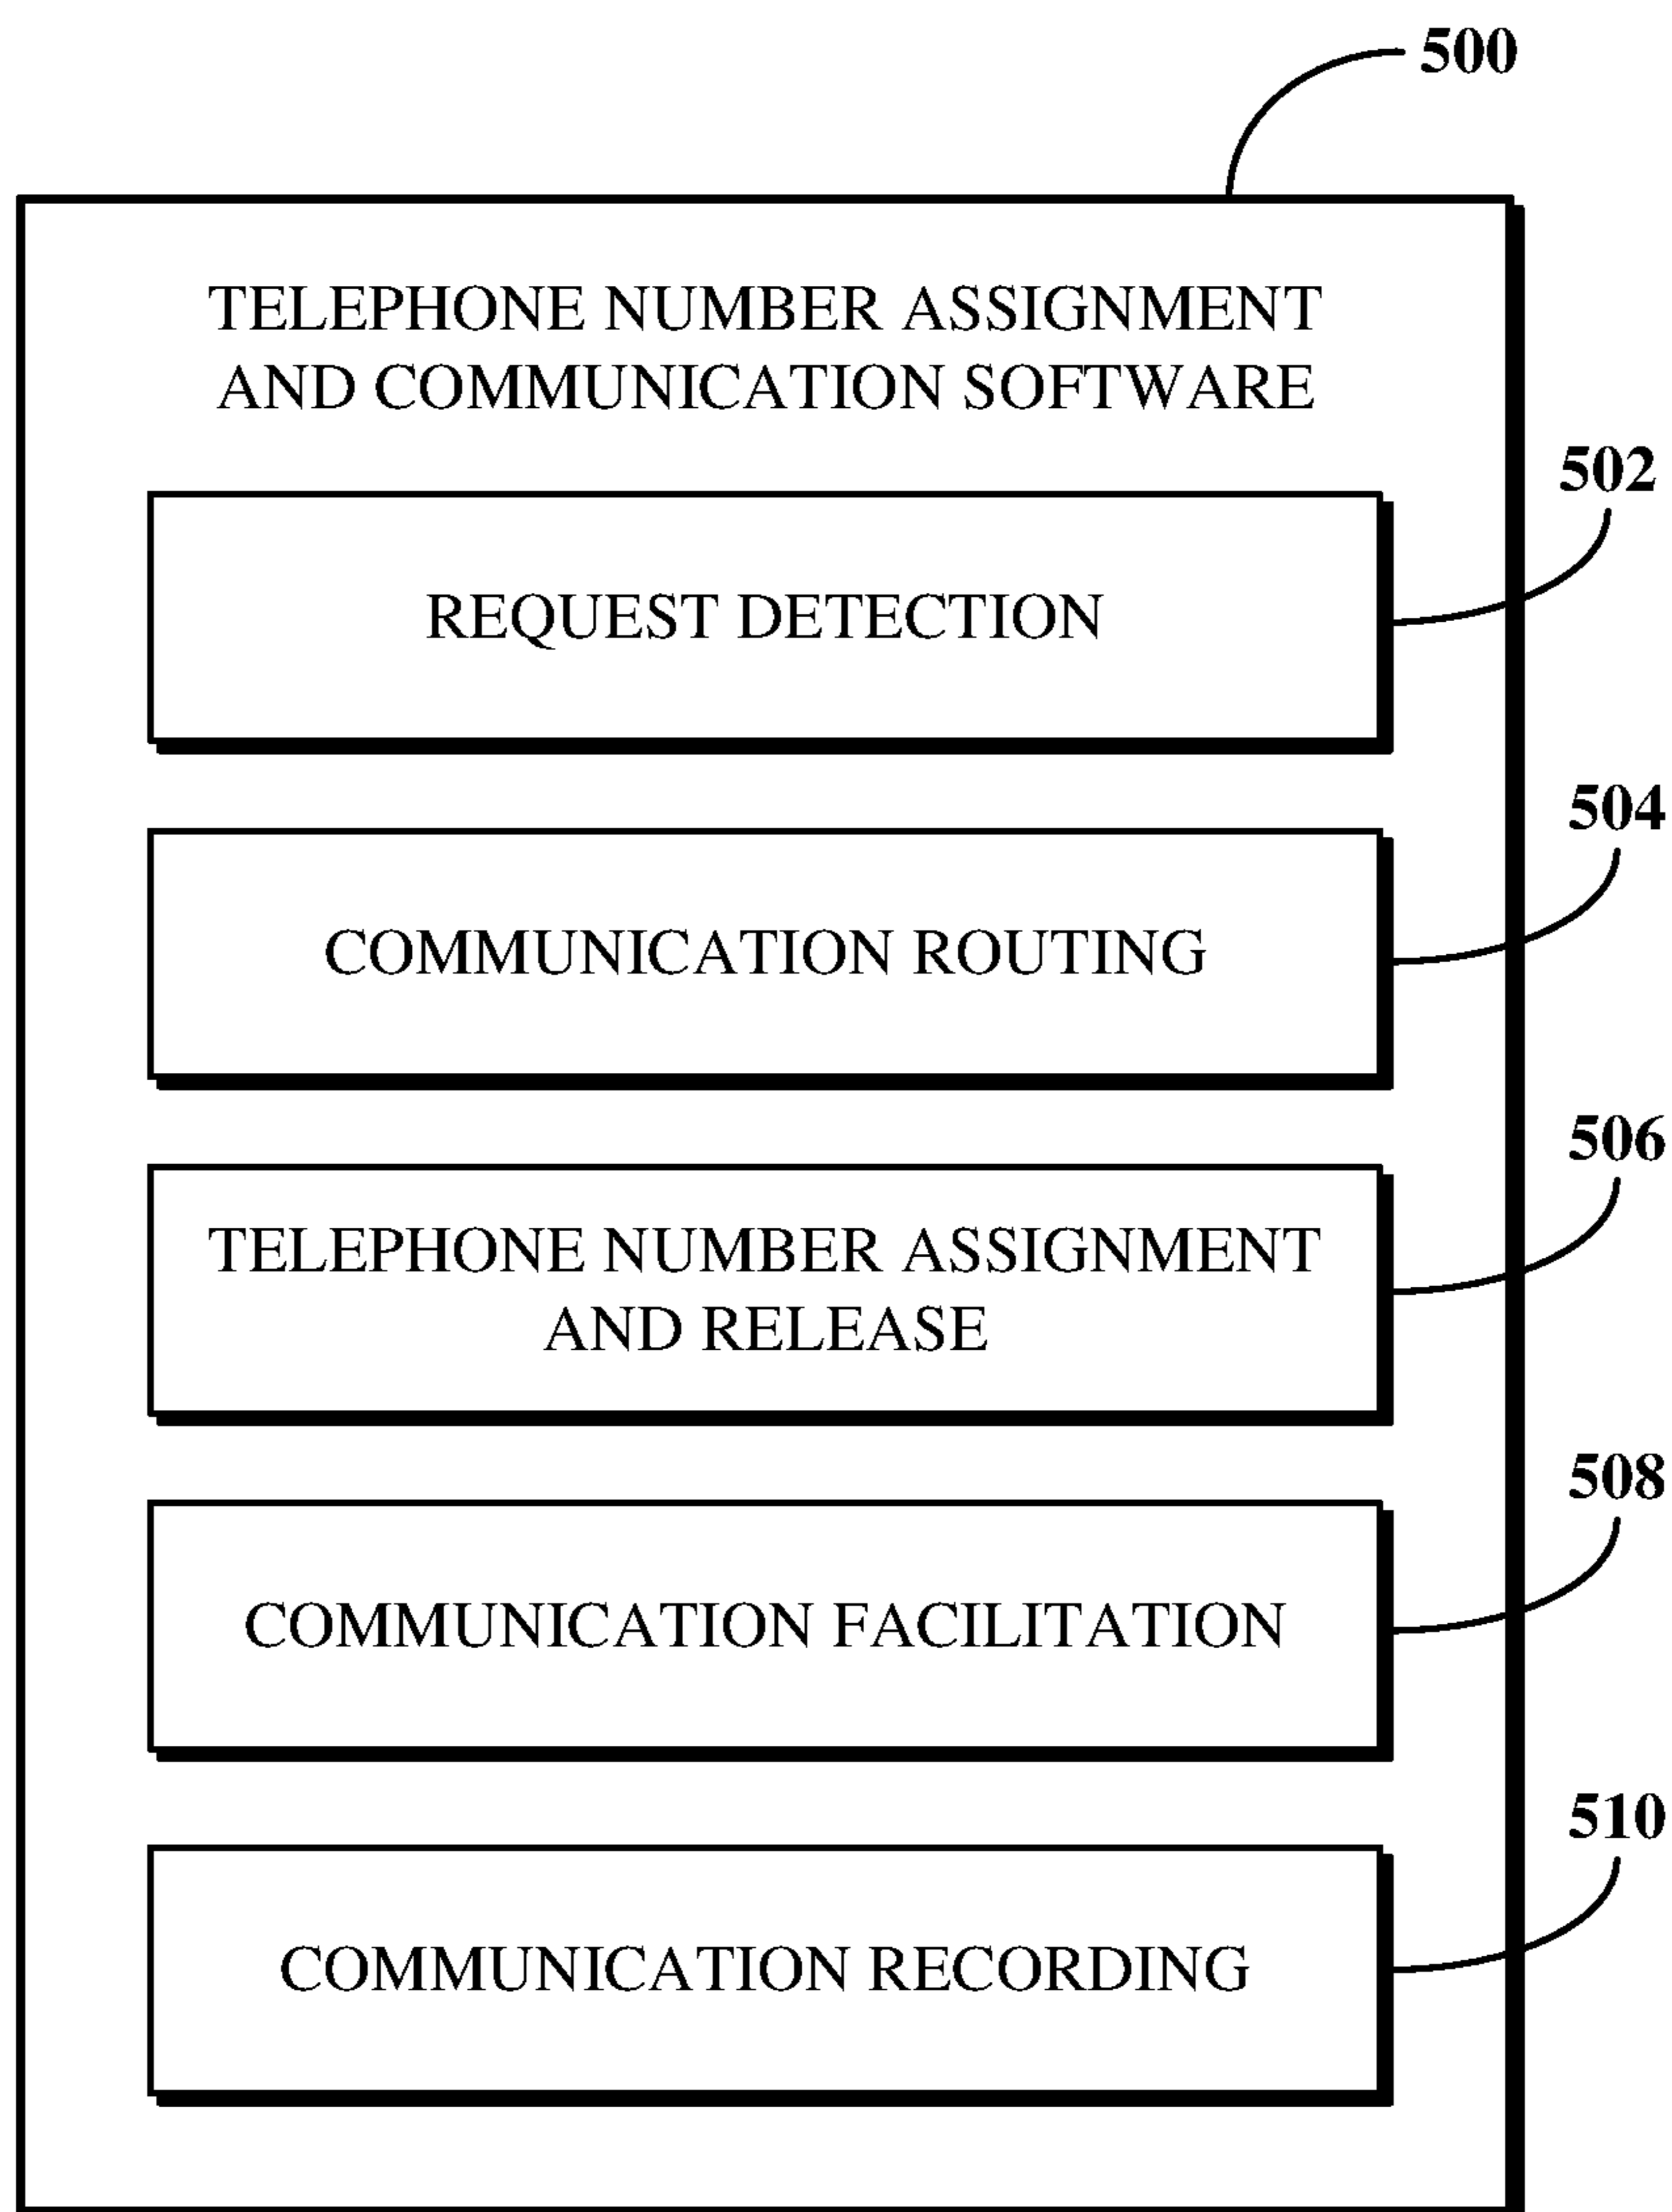 500
TELEPHONE NUMBER ASSIGNMENT
AND COMMUNICATION SOFTWARE
502
REQUEST DETECTION
504
COMMUNICATION ROUTING
506
TELEPHONE NUMBER ASSIGNMENT
AND RELEASE
508
COMMUNICATION FACILITATION
510
COMMUNICATION RECORDING